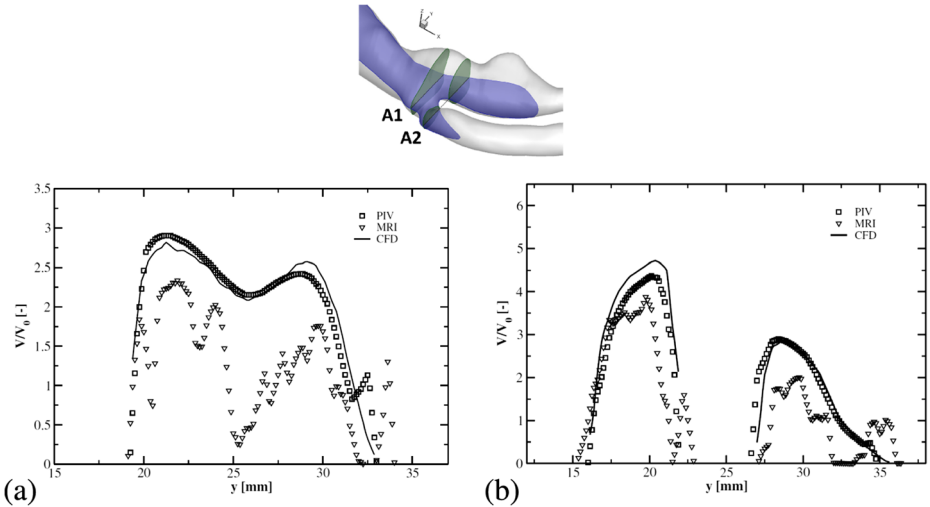 Z
Y
X
A1
A2
3.5
3
2.5
2
1.5
1
0.5
0
V/V0 [-]
PIV
MRI
CFD
15 20 25 30 35
y [mm]
(a)
6
5
4
3
2
1
0
V/V0 [-]
PIV
MRI
CFD
15 20 25 30 35
y [mm]
(b)